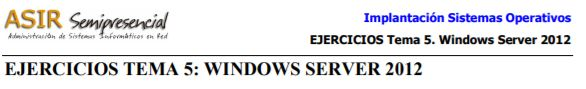 ASIR Semipresencial
Administración de Sistemas Informáticos en Red
Implantación Sistemas Operativos
EJERCICIOS Tema 5. Windows Server 2012
EJERCICIOS TEMA 5: WINDOWS SERVER 2012